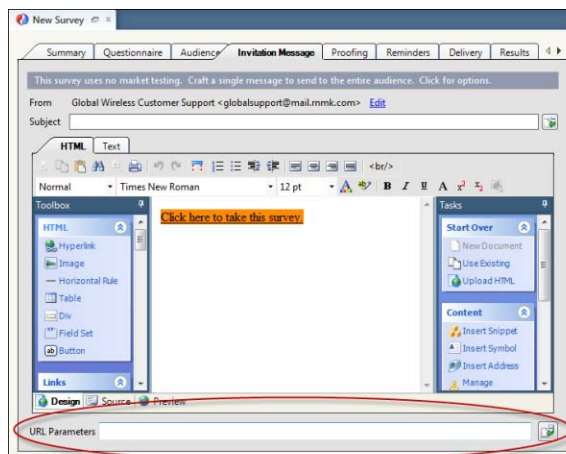 New Survey
Summary Questionnaire Audience Invitation Message Proofing Reminders Delivery Results
This survey uses no market testing. Craft a single message to send to the entire audience. Click for options.
From Global Wireless Customer Support <globalsupport@mail.rnmk.com> Edit
Subject
HTML Text
<br/>
Normal Times New Roman 12 pt B I U A x² x₂
Toolbox
HTML
Hyperlink
Image
Horizontal Rule
Table
Div
Field Set
Button
Links
Click here to take this survey.
Tasks
Start Over
New Document
Use Existing
Upload HTML
Content
Insert Snippet
Insert Symbol
Insert Address
Manage
Design Source Preview
URL Parameters